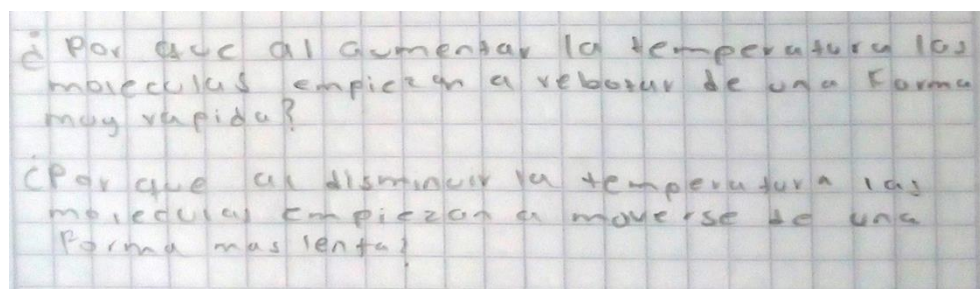 ¿Por que al aumentar la temperatura las
moleculas empiezan a rebotar de una forma
muy rapida?
¿Por que al disminuir la temperatura las
moleculas empiezan a moverse de una
forma mas lenta?